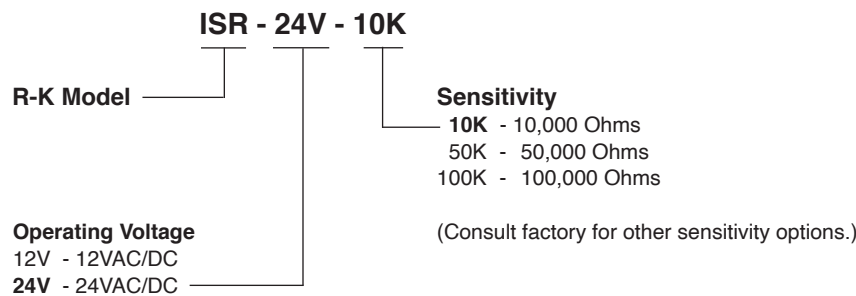 ISR - 24V - 10K
R-K Model
Sensitivity
10K - 10,000 Ohms
50K - 50,000 Ohms
100K - 100,000 Ohms
(Consult factory for other sensitivity options.)
Operating Voltage
12V - 12VAC/DC
24V - 24VAC/DC